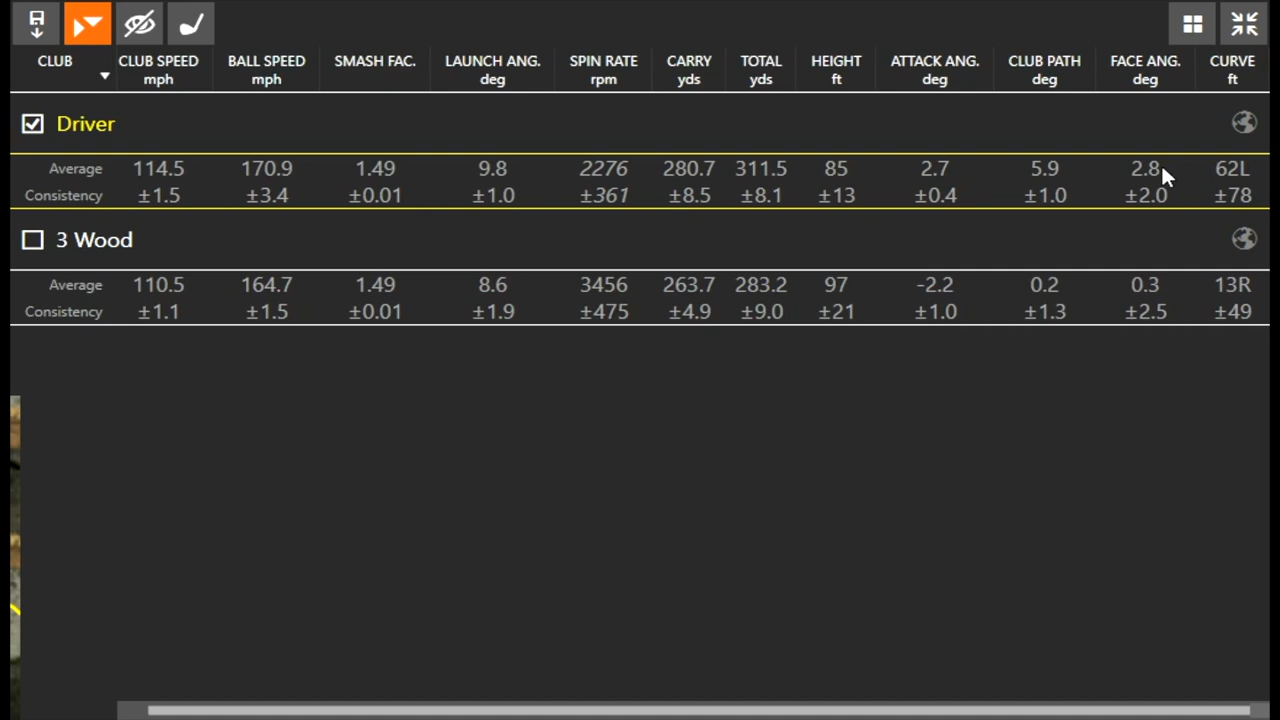 CLUB CLUB SPEED mph BALL SPEED mph SMASH FAC. LAUNCH ANG. deg SPIN RATE rpm CARRY yds TOTAL yds HEIGHT ft ATTACK ANG. deg CLUB PATH deg FACE ANG. deg CURVE ft
Driver
Average 114.5 170.9 1.49 9.8 2276 280.7 311.5 85 2.7 5.9 2.8 62L
Consistency ±1.5 ±3.4 ±0.01 ±1.0 ±361 ±8.5 ±8.1 ±13 ±0.4 ±1.0 ±2.0 ±78
3 Wood
Average 110.5 164.7 1.49 8.6 3456 263.7 283.2 97 -2.2 0.2 0.3 13R
Consistency ±1.1 ±1.5 ±0.01 ±1.9 ±475 ±4.9 ±9.0 ±21 ±1.0 ±1.3 ±2.5 ±49